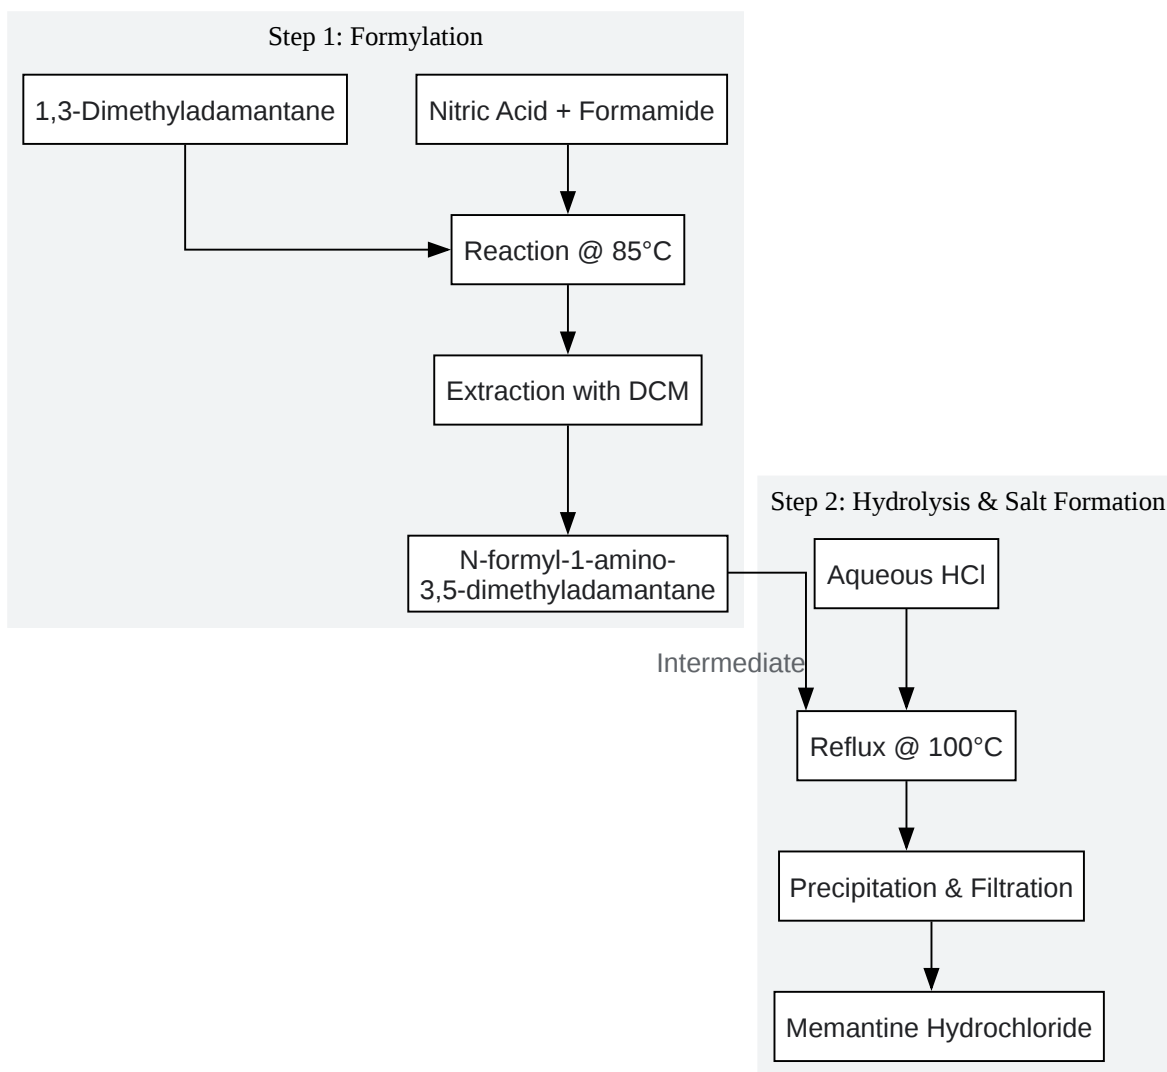 Step 1: Formylation
1,3-Dimethyladamantane
Nitric Acid + Formamide
Reaction @ 85°C
Extraction with DCM
N-formyl-1-amino-
3,5-dimethyladamantane
Intermediate
Step 2: Hydrolysis & Salt Formation
Aqueous HCl
Reflux @ 100°C
Precipitation & Filtration
Memantine Hydrochloride